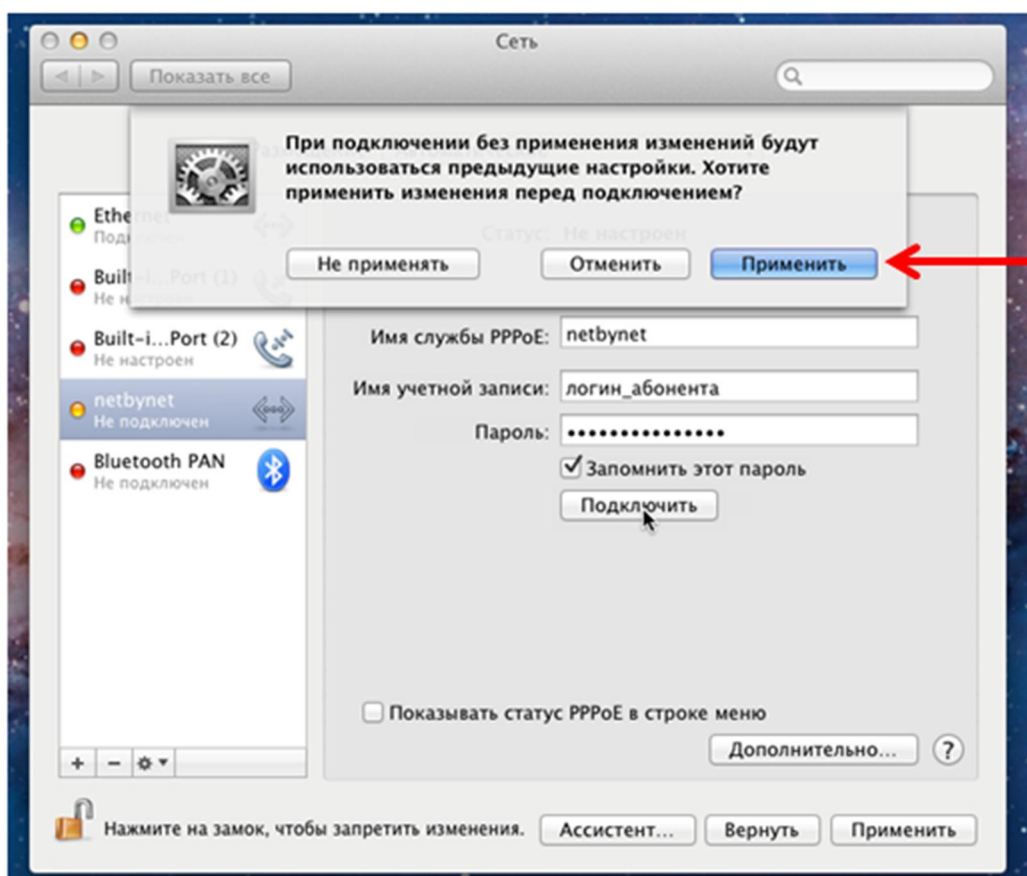 Сеть
Показать все
При подключении без применения изменений будут
использоваться предыдущие настройки. Хотите
применить изменения перед подключением?
Не применять
Отменить
Применить
Статус: Не настроен
Ethernet
Built-i...Port (1)
Не настроен
Built-i...Port (2)
Не настроен
netbynet
Не подключен
Bluetooth PAN
Не подключен
Имя службы PPPoE: netbynet
Имя учетной записи: логин_абонента
Пароль: •••••••••••••••
Запомнить этот пароль
Подключить
Показывать статус PPPoE в строке меню
Дополнительно... ?
Нажмите на замок, чтобы запретить изменения.
Ассистент...
Вернуть
Применить